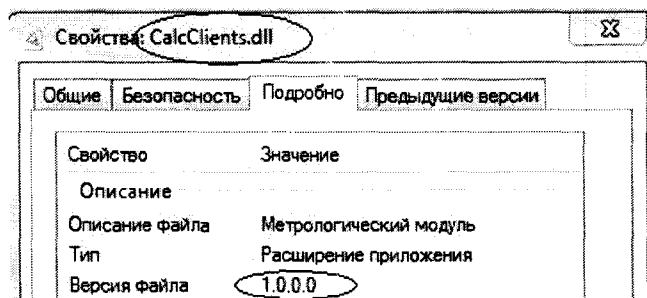 Свойства: CalcClients.dll
Общие Безопасность Подробно Предыдущие версии
Свойство Значение
Описание
Описание файла Метрологический модуль
Тип Расширение приложения
Версия файла 1.0.0.0